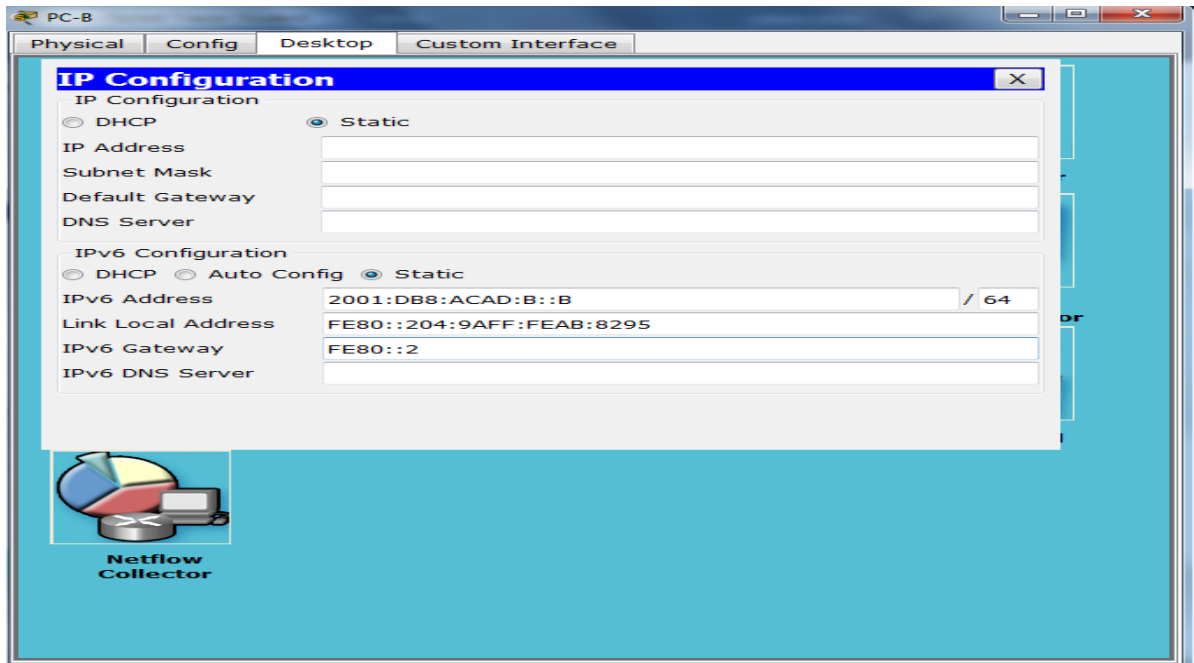 PC-B
Physical Config Desktop Custom Interface
IP Configuration X
IP Configuration
DHCP Static
IP Address
Subnet Mask
Default Gateway
DNS Server
IPv6 Configuration
DHCP Auto Config Static
IPv6 Address 2001:DB8:ACAD:B::B / 64
Link Local Address FE80::204:9AFF:FEAB:8295
IPv6 Gateway FE80::2
IPv6 DNS Server
Netflow
Collector